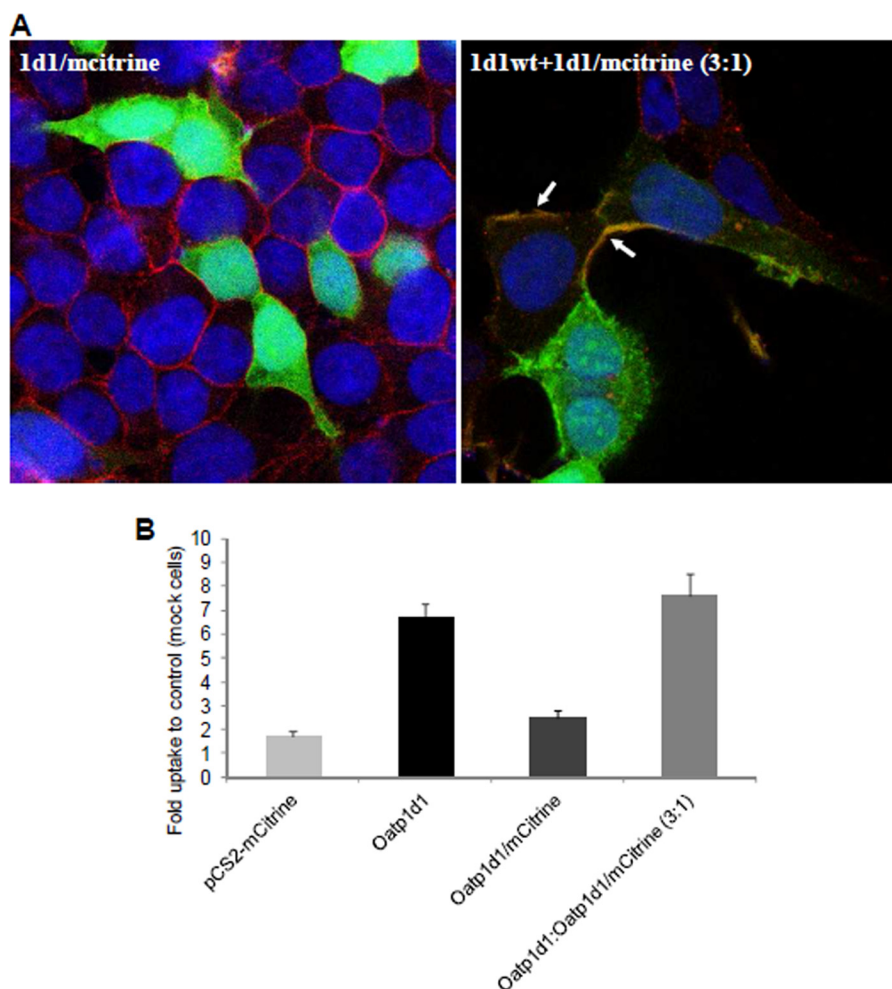 A
1d1/mcitrine
1d1wt+1d1/mcitrine (3:1)
B
Fold uptake to control (mock cells)
10
9
8
7
6
5
4
3
2
1
0
pCS2-mCitrine
Oatp1d1
Oatp1d1/mCitrine
Oatp1d1:Oatp1d1/mCitrine (3:1)